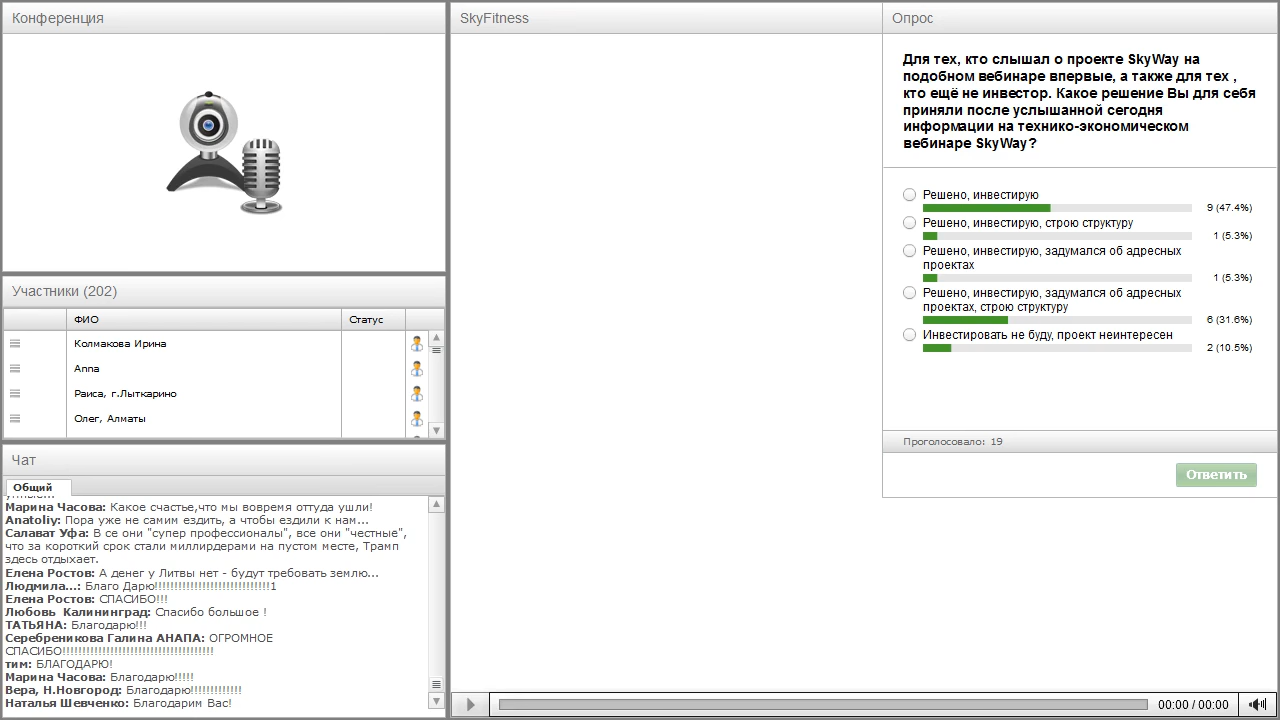 Конференция
Участники (202)
ФИО
Статус
Колмакова Ирина
Anna
Раиса, г.Лыткарино
Олег, Алматы
Чат
Общий
Марина Часова: Какое счастье,что мы вовремя оттуда ушли!
Anatoliy: Пора уже не самим ездить, а чтобы ездили к нам...
Салават Уфа: В се они "супер профессионалы", все они "честные",
что за короткий срок стали миллирдерами на пустом месте, Трамп
здесь отдыхает.
Елена Ростов: А денег у Литвы нет - будут требовать землю...
Людмила...: Благо Дарю!!!!!!!!!!!!!!!!!!!!!!!!!!!!!1
Елена Ростов: СПАСИБО!!!
Любовь  Калининград: Спасибо большое !
ТАТЬЯНА: Благодарю!!!
Серебреникова Галина АНАПА: ОГРОМНОЕ
СПАСИБО!!!!!!!!!!!!!!!!!!!!!!!!!!!!!!!!!!!!!!
тим: БЛАГОДАРЮ!
Марина Часова: Благодарю!!!!!
Вера, Н.Новгород: Благодарю!!!!!!!!!!!!!
Наталья Шевченко: Благодарим Вас!
SkyFitness
00:00 / 00:00
Опрос
Для тех, кто слышал о проекте SkyWay на
подобном вебинаре впервые, а также для тех ,
кто ещё не инвестор. Какое решение Вы для себя
приняли после услышанной сегодня
информации на технико-экономическом
вебинаре SkyWay?
Решено, инвестирую
9 (47.4%)
Решено, инвестирую, строю структуру
1 (5.3%)
Решено, инвестирую, задумался об адресных
проектах
1 (5.3%)
Решено, инвестирую, задумался об адресных
проектах, строю структуру
6 (31.6%)
Инвестировать не буду, проект неинтересен
2 (10.5%)
Проголосовало: 19
Ответить